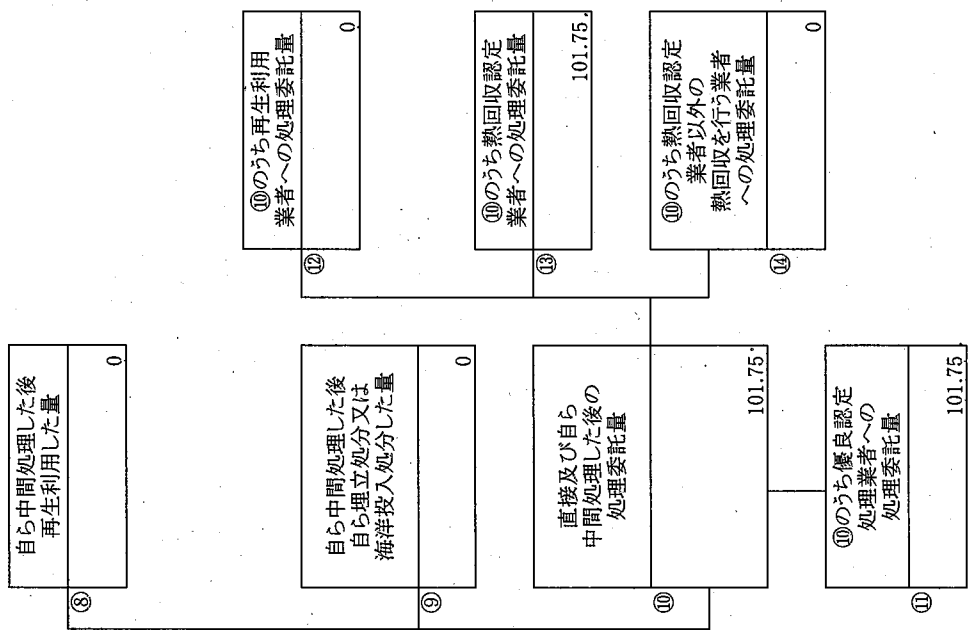 ⑧
自ら中間処理した後
再生利用した量
0
⑨
自ら中間処理した後
自ら埋立処分又は
海洋投入処分した量
0
⑩
直接及び自ら
中間処理した後の
処理委託量
101.75
⑪
⑩のうち優良認定
処理業者への
処理委託量
101.75
⑫
⑩のうち再生利用
業者への処理委託量
0
⑬
⑩のうち熱回収認定
業者への処理委託量
101.75
⑭
⑩のうち熱回収認定
業者以外の
熱回収を行う業者
への処理委託量
0